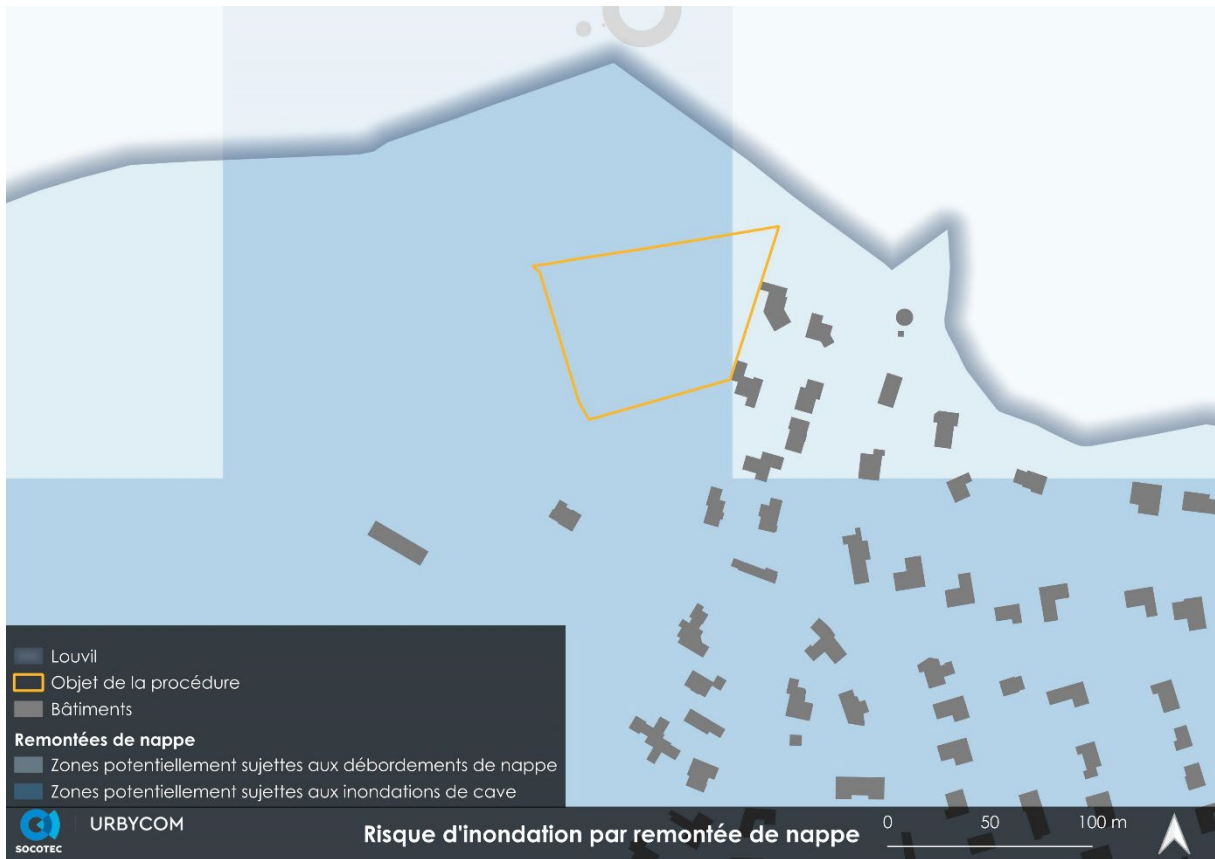 Louvil
Objet de la procédure
Bâtiments
Remontées de nappe
Zones potentiellement sujettes aux débordements de nappe
Zones potentiellement sujettes aux inondations de cave
SOCOTEC
URBYCOM
Risque d'inondation par remontée de nappe
0 50 100 m